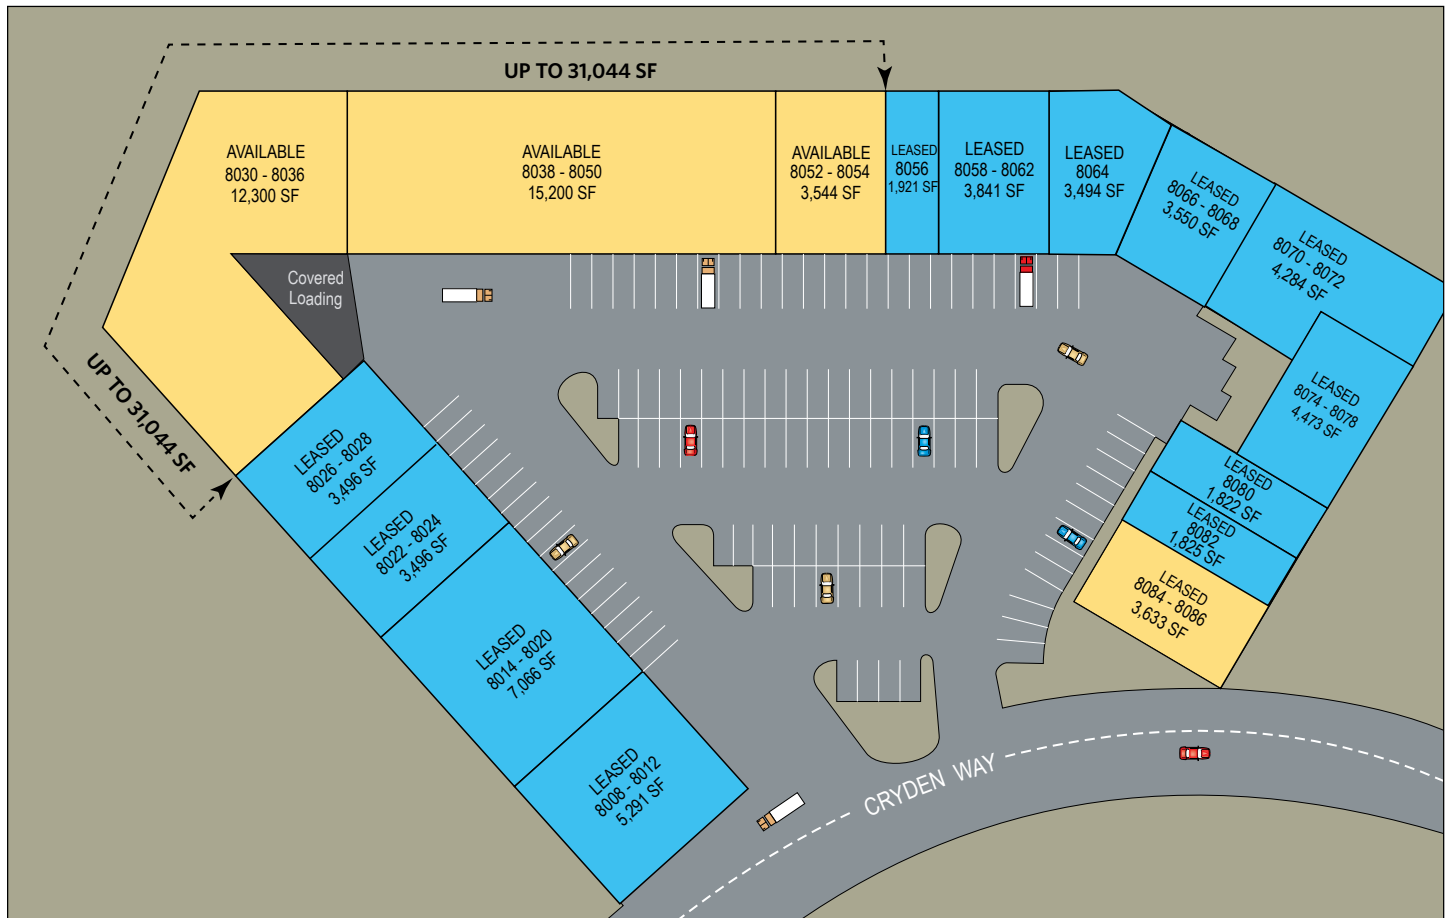 UP TO 31,044 SF
AVAILABLE
8030 - 8036
12,300 SF
AVAILABLE
8038 - 8050
15,200 SF
AVAILABLE
8052 - 8054
3,544 SF
LEASED
8056
1,921 SF
LEASED
8058 - 8062
3,841 SF
LEASED
8064
3,494 SF
LEASED
8066 - 8068
3,550 SF
LEASED
8070 - 8072
4,284 SF
LEASED
8074 - 8078
4,473 SF
LEASED
8080
1,822 SF
LEASED
8082
1,825 SF
LEASED
8084 - 8086
3,633 SF
Covered
Loading
UP TO 31,044 SF
LEASED
8026 - 8028
3,496 SF
LEASED
8022 - 8024
3,496 SF
LEASED
8014 - 8020
7,066 SF
LEASED
8008 - 8012
5,291 SF
CRYDEN WAY